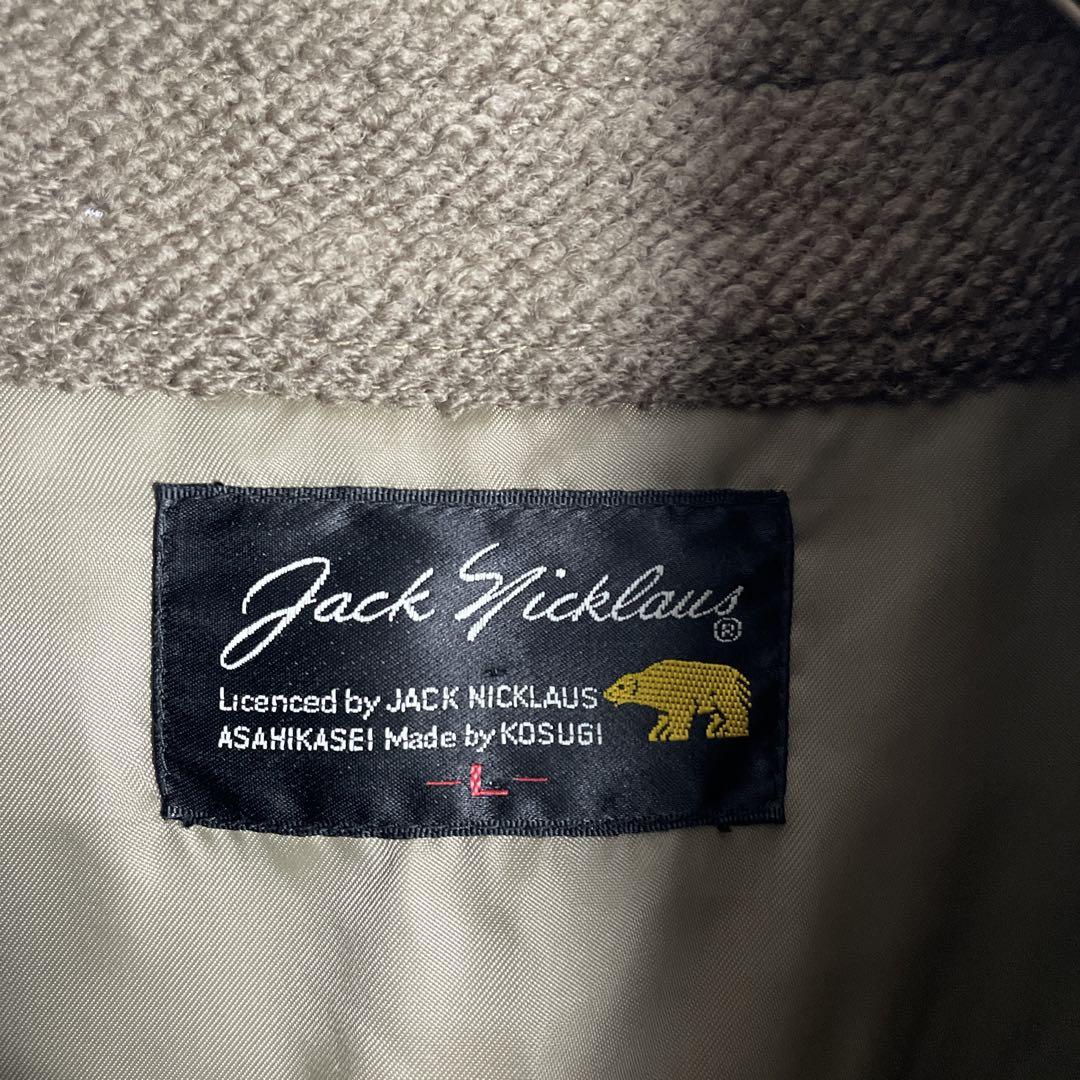 Jack Nicklaus®
Licenced by JACK NICKLAUS
ASAHIKASEI Made by KOSUGI
-L-